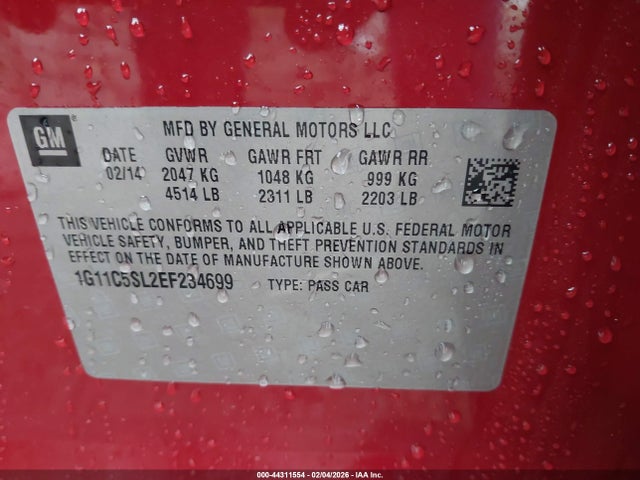 GM
MFD BY GENERAL MOTORS LLC
DATE GVWR GAWR FRT GAWR RR
02/14 2047 KG 1048 KG 999 KG
4514 LB 2311 LB 2203 LB
THIS VEHICLE CONFORMS TO ALL APPLICABLE U.S. FEDERAL MOTOR
VEHICLE SAFETY, BUMPER, AND THEFT PREVENTION STANDARDS IN
EFFECT ON THE DATE OF MANUFACTURE SHOWN ABOVE.
1G11C5SL2EF234699 TYPE: PASS CAR
000-44311554 - 02/04/2026 - IAA Inc.